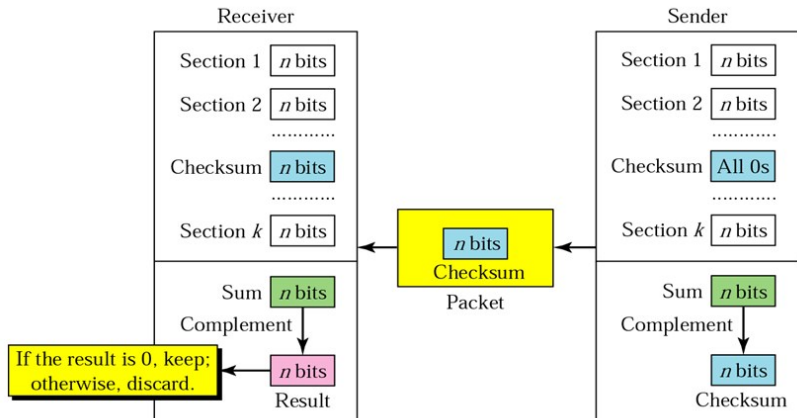 Receiver
Section 1 n bits
Section 2 n bits
............
Checksum n bits
............
Section k n bits
Sum n bits
Complement
n bits
Result
If the result is 0, keep;
otherwise, discard.
n bits
Checksum
Packet
Sender
Section 1 n bits
Section 2 n bits
............
Checksum All 0s
............
Section k n bits
Sum n bits
Complement
n bits
Checksum